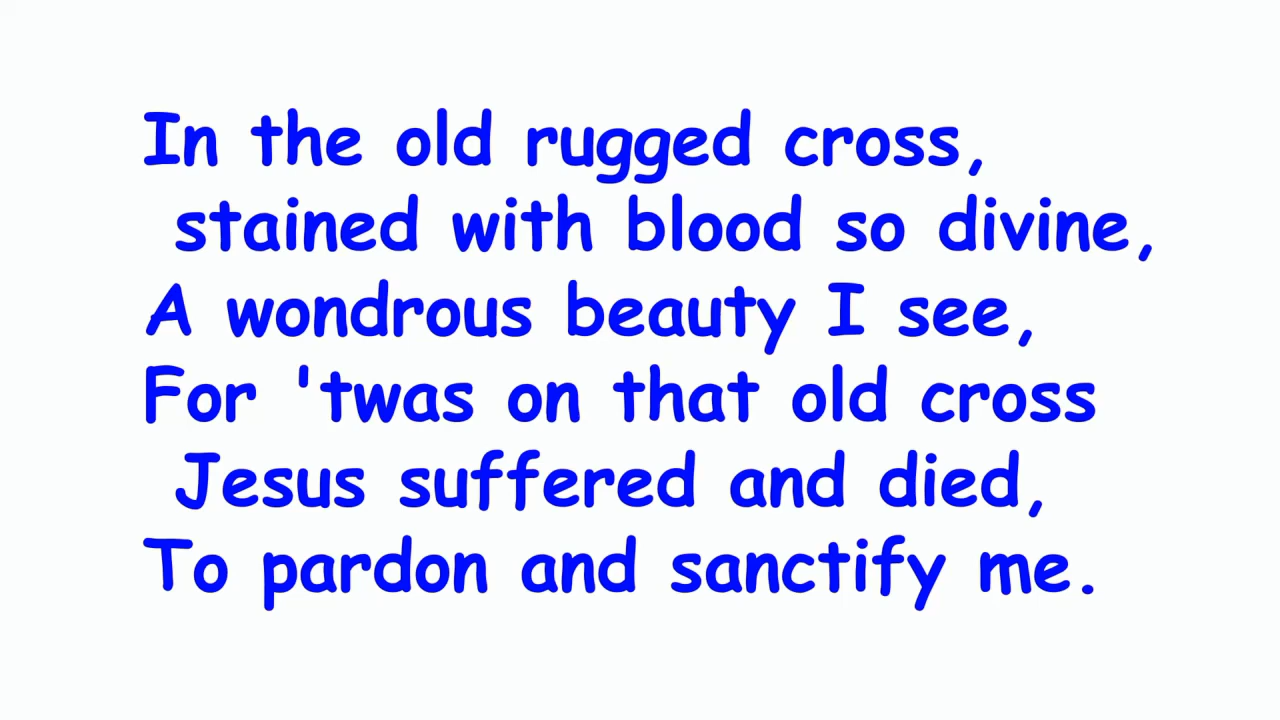 In the old rugged cross,
stained with blood so divine,
A wondrous beauty I see,
For 'twas on that old cross
Jesus suffered and died,
To pardon and sanctify me.